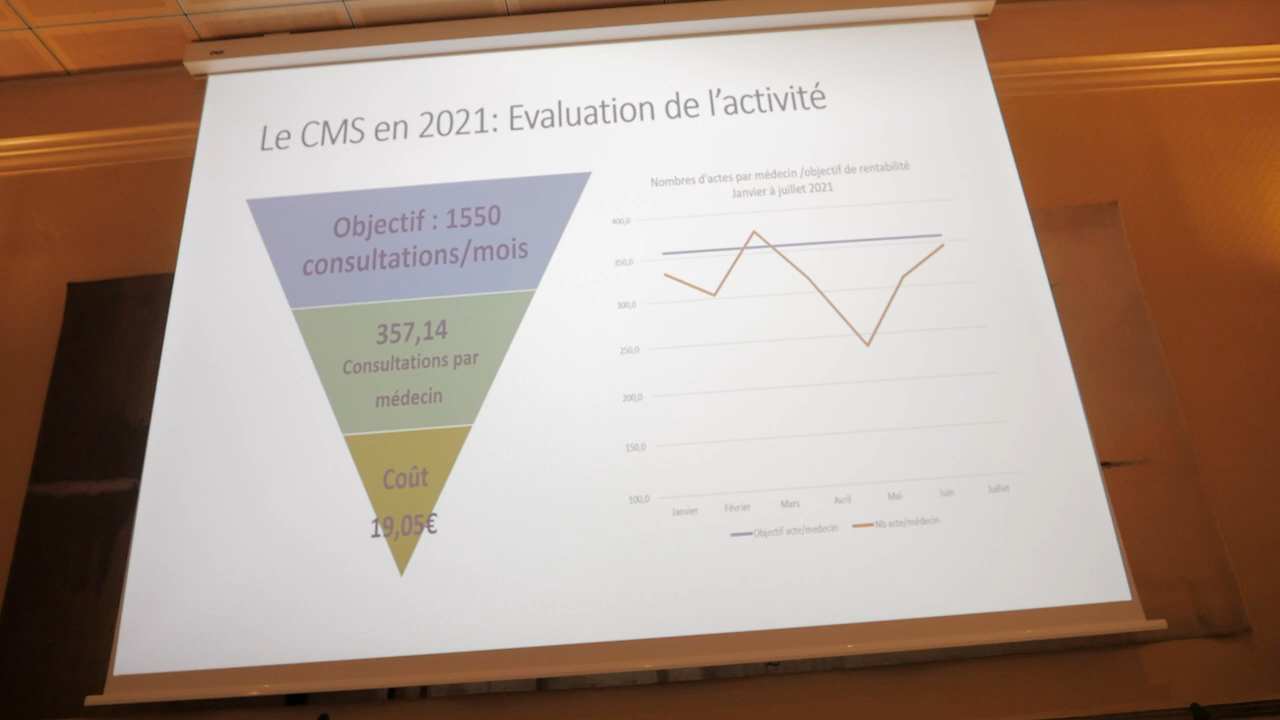 Le CMS en 2021: Evaluation de l'activité
Objectif : 1550
consultations/mois
357,14
Consultations par
médecin
Coût
19,05€
Nombres d'actes par médecin /objectif de rentabilité
Janvier à juillet 2021
400,0
350,0
300,0
250,0
200,0
150,0
100,0
Janvier Février Mars Avril Mai Juin Juillet
Objectif acte/medecin Nb acte/médecin